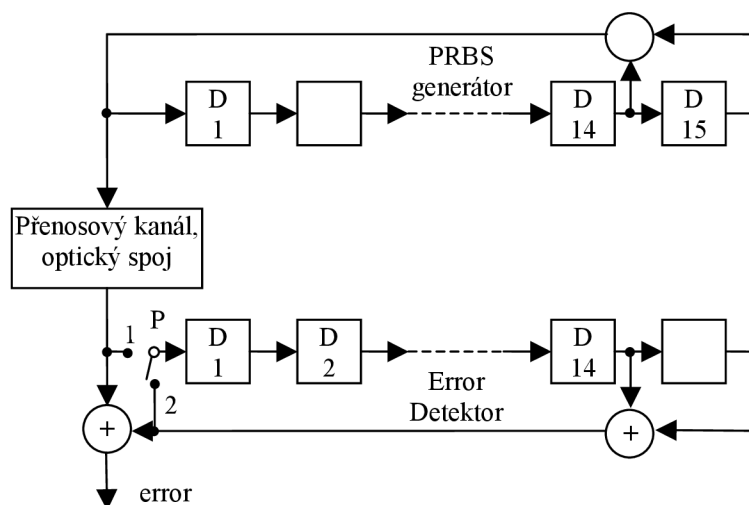 PRBS
generátor
D
1
D
14
D
15
Přenosový kanál,
optický spoj
1
P
2
D
1
D
2
D
14
Error
Detektor
+
+
error